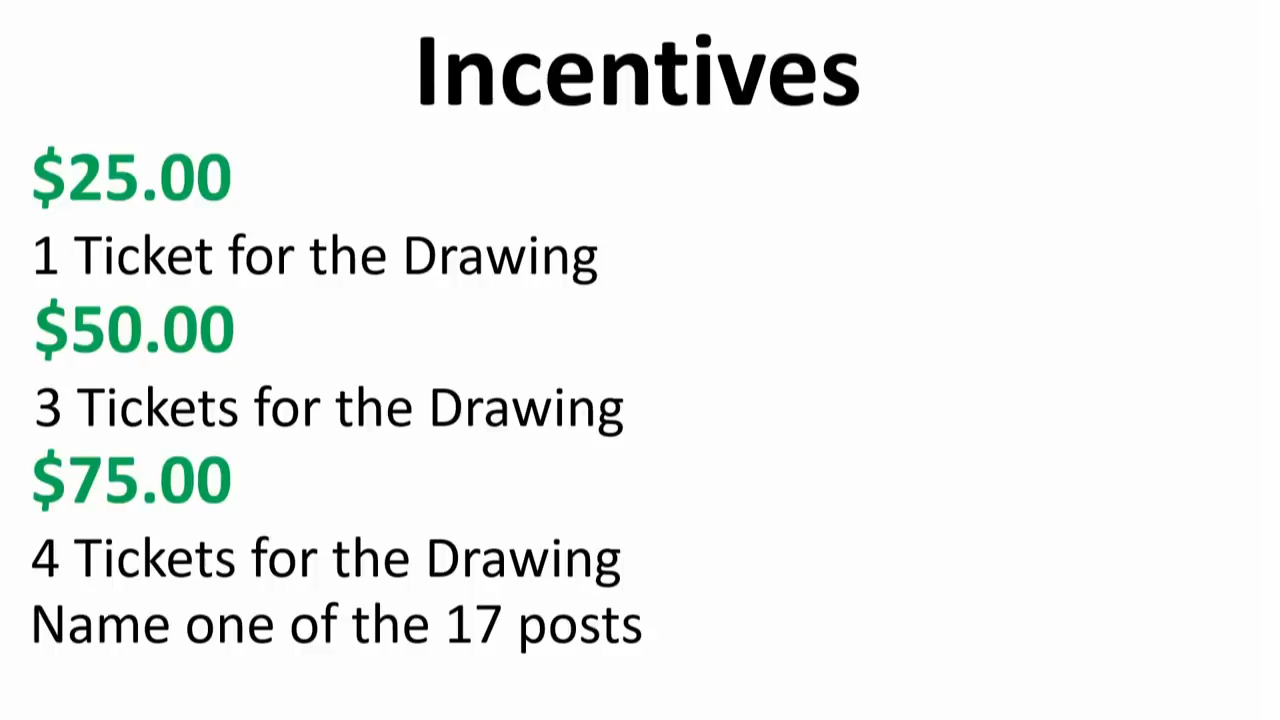 Incentives
$25.00
1 Ticket for the Drawing
$50.00
3 Tickets for the Drawing
$75.00
4 Tickets for the Drawing
Name one of the 17 posts